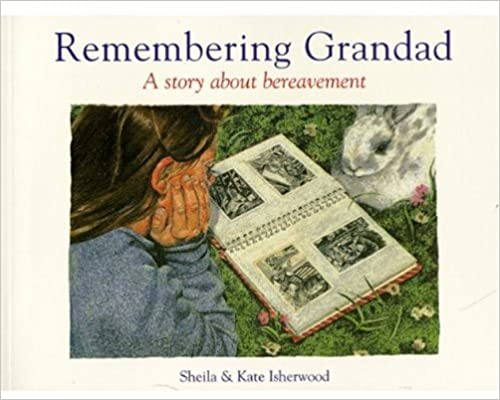 Remembering Grandad
A story about bereavement
Sheila & Kate Isherwood